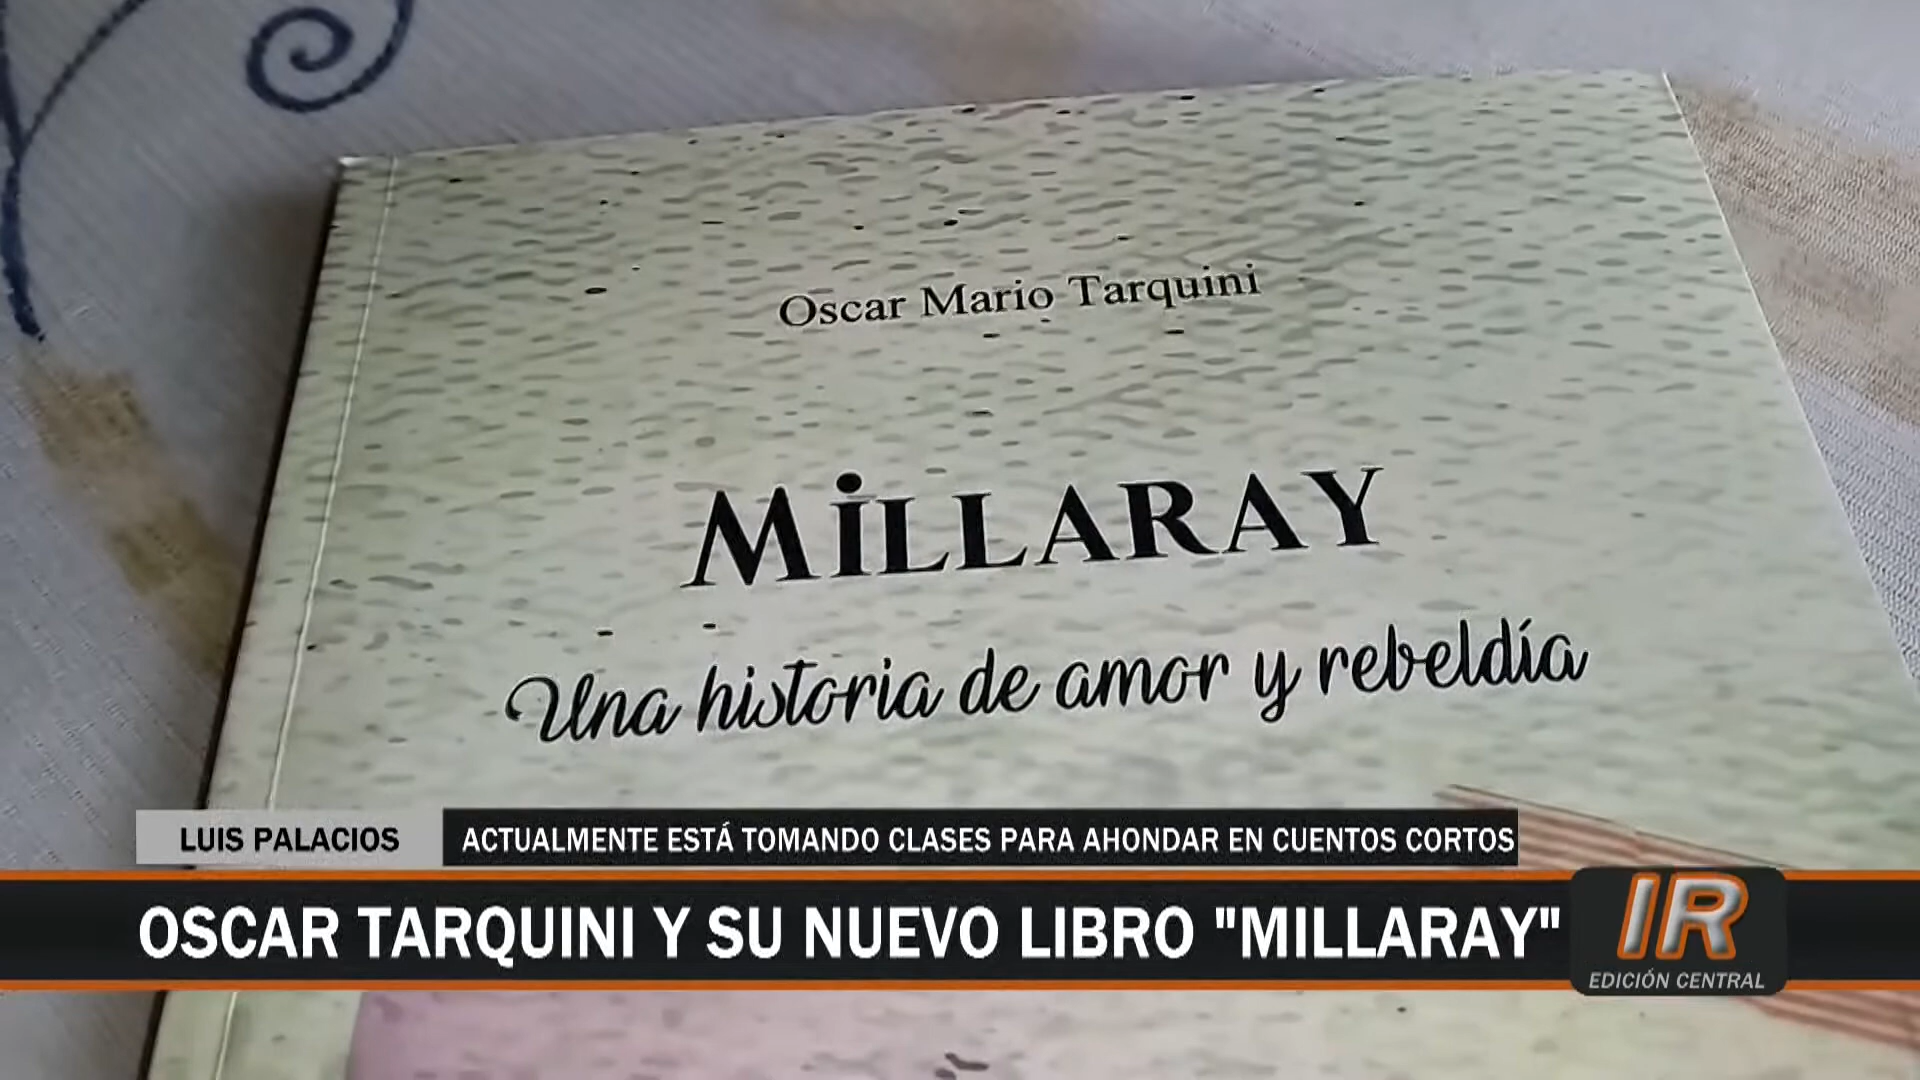 Oscar Mario Tarquini
MiLLARAY
Una historia de amor y rebeldía
LUIS PALACIOS
ACTUALMENTE ESTÁ TOMANDO CLASES PARA AHONDAR EN CUENTOS CORTOS
OSCAR TARQUINI Y SU NUEVO LIBRO "MILLARAY"
IR
EDICIÓN CENTRAL